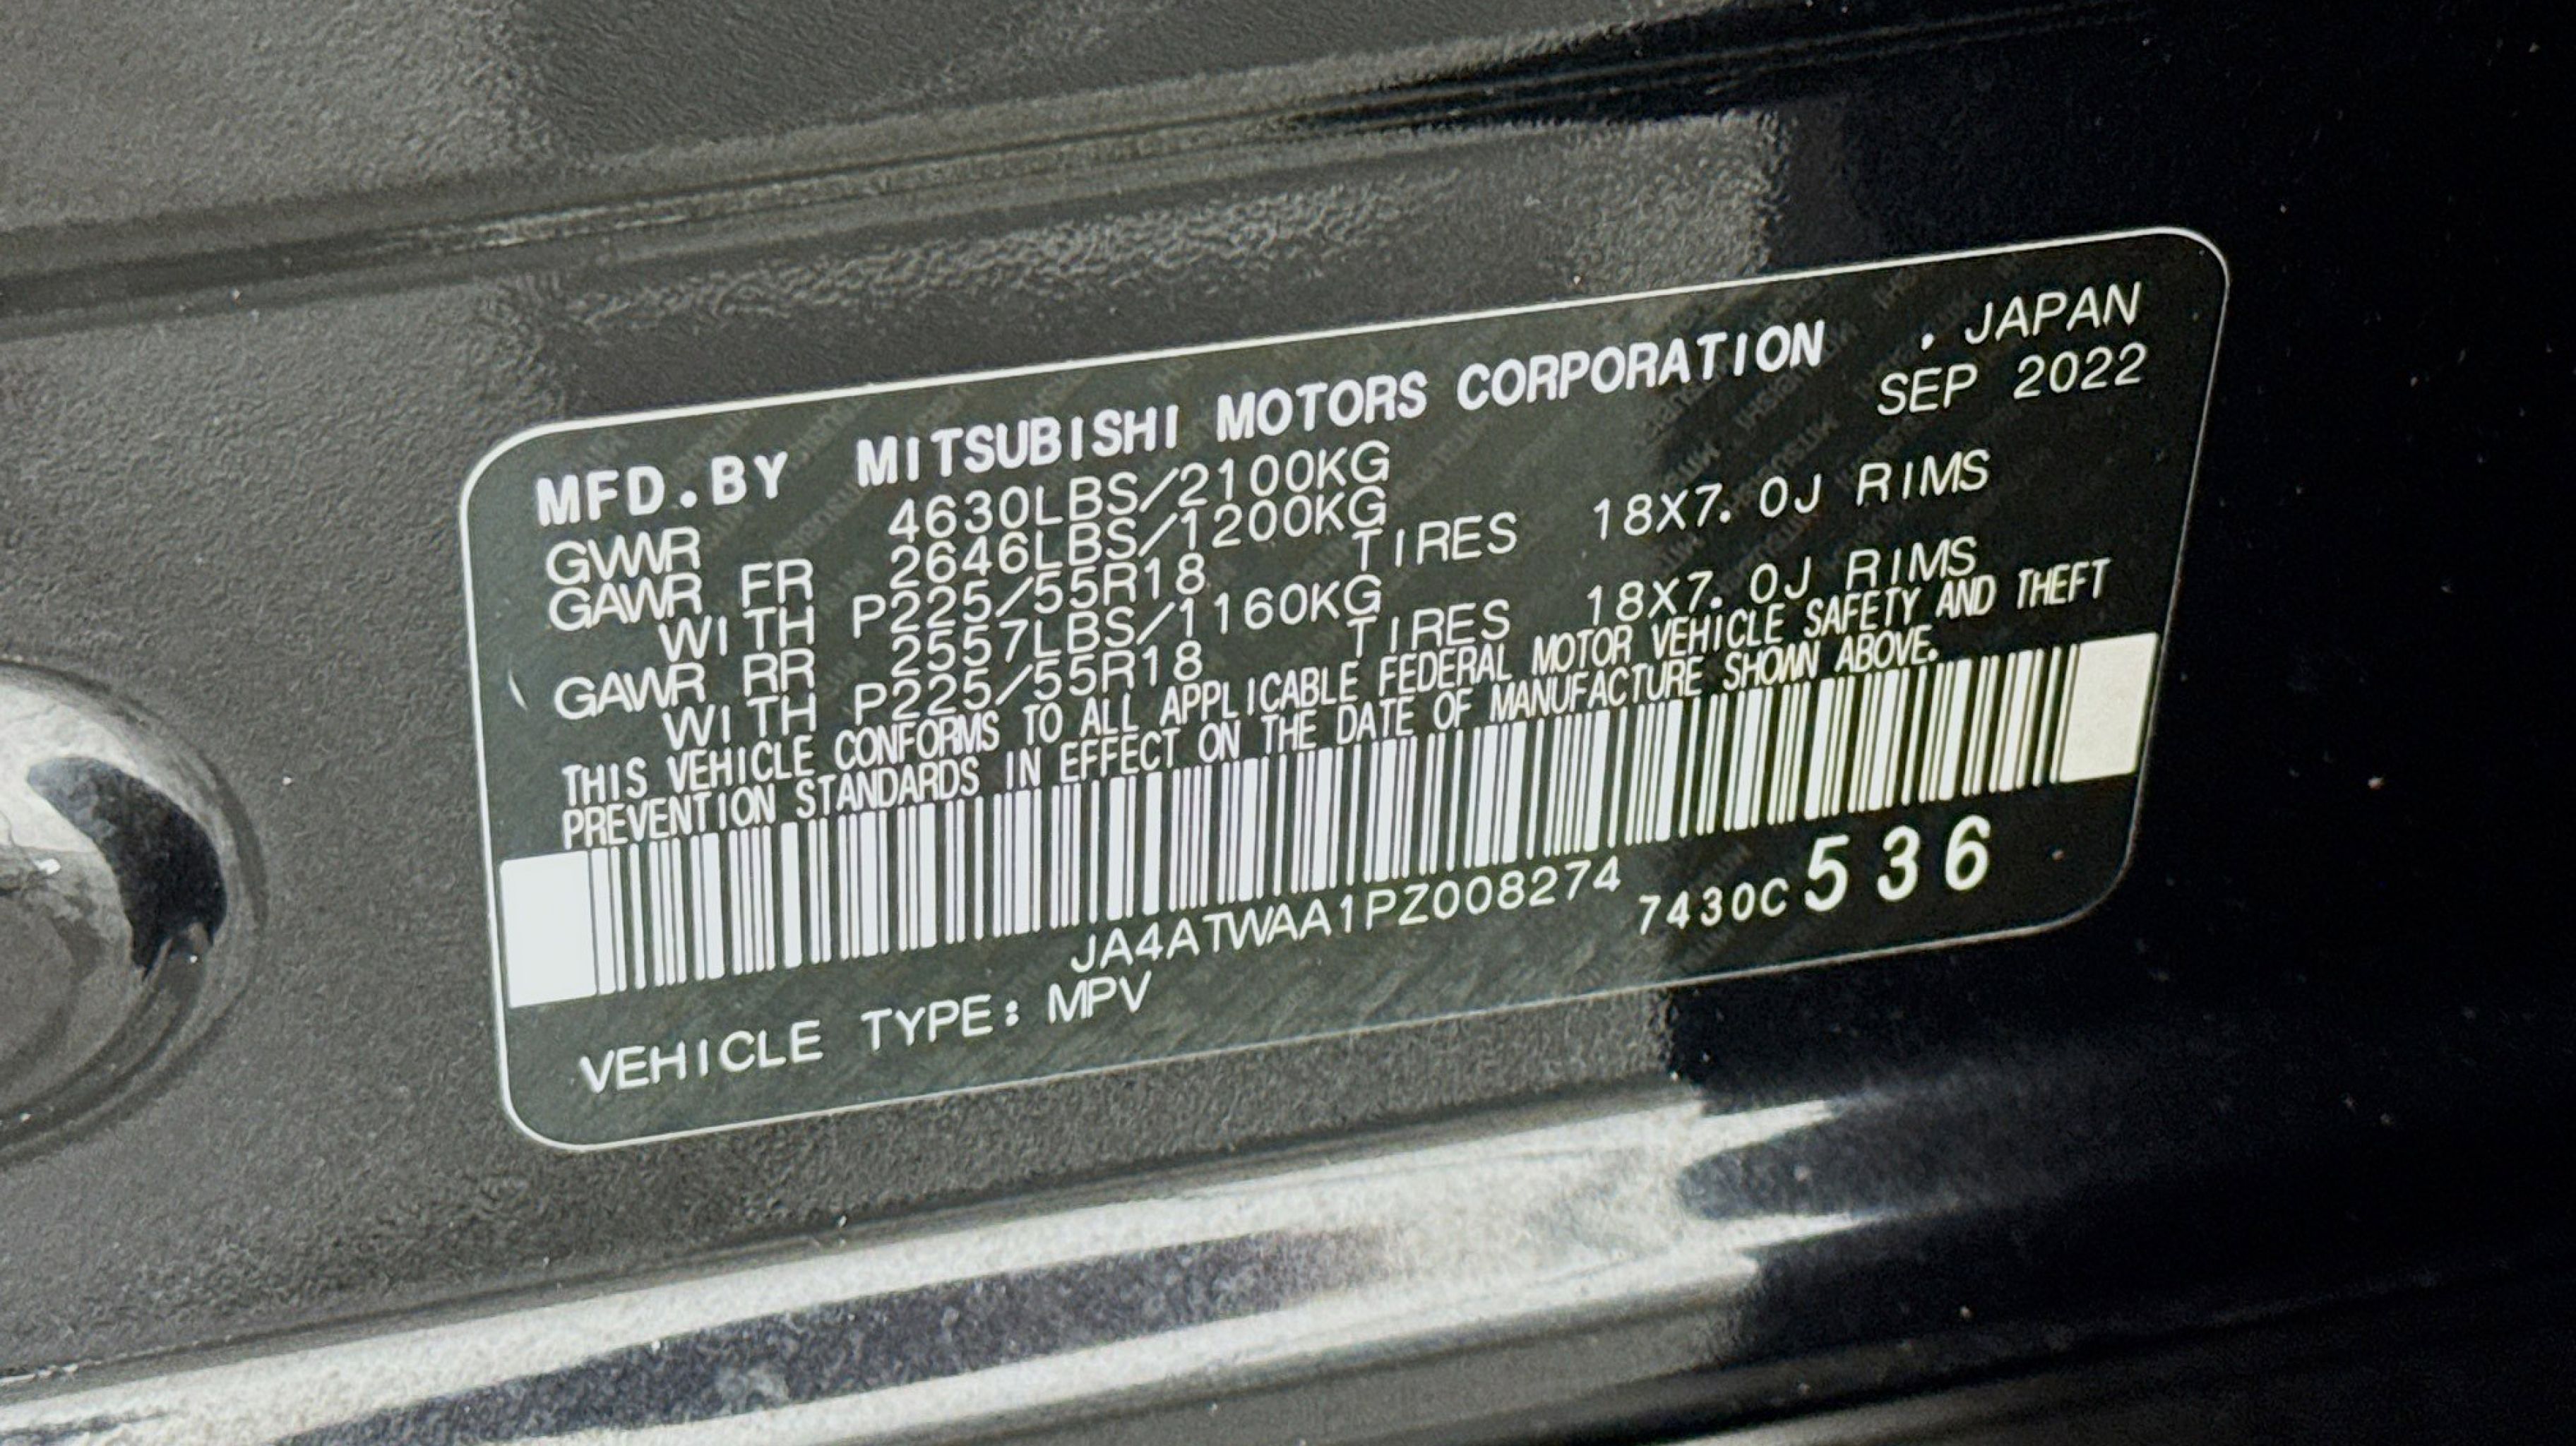 MFD.BY MITSUBISHI MOTORS CORPORATION , JAPAN
SEP 2022
GVWR 4630LBS/2100KG
GAWR FR 2646LBS/1200KG
WITH P225/55R18 TIRES 18X7.0J RIMS
GAWR RR 2557LBS/1160KG
WITH P225/55R18 TIRES 18X7.0J RIMS
THIS VEHICLE CONFORMS TO ALL APPLICABLE FEDERAL MOTOR VEHICLE SAFETY AND THEFT
PREVENTION STANDARDS IN EFFECT ON THE DATE OF MANUFACTURE SHOWN ABOVE.
JA4ATWAA1PZ008274 7430C 536
VEHICLE TYPE: MPV